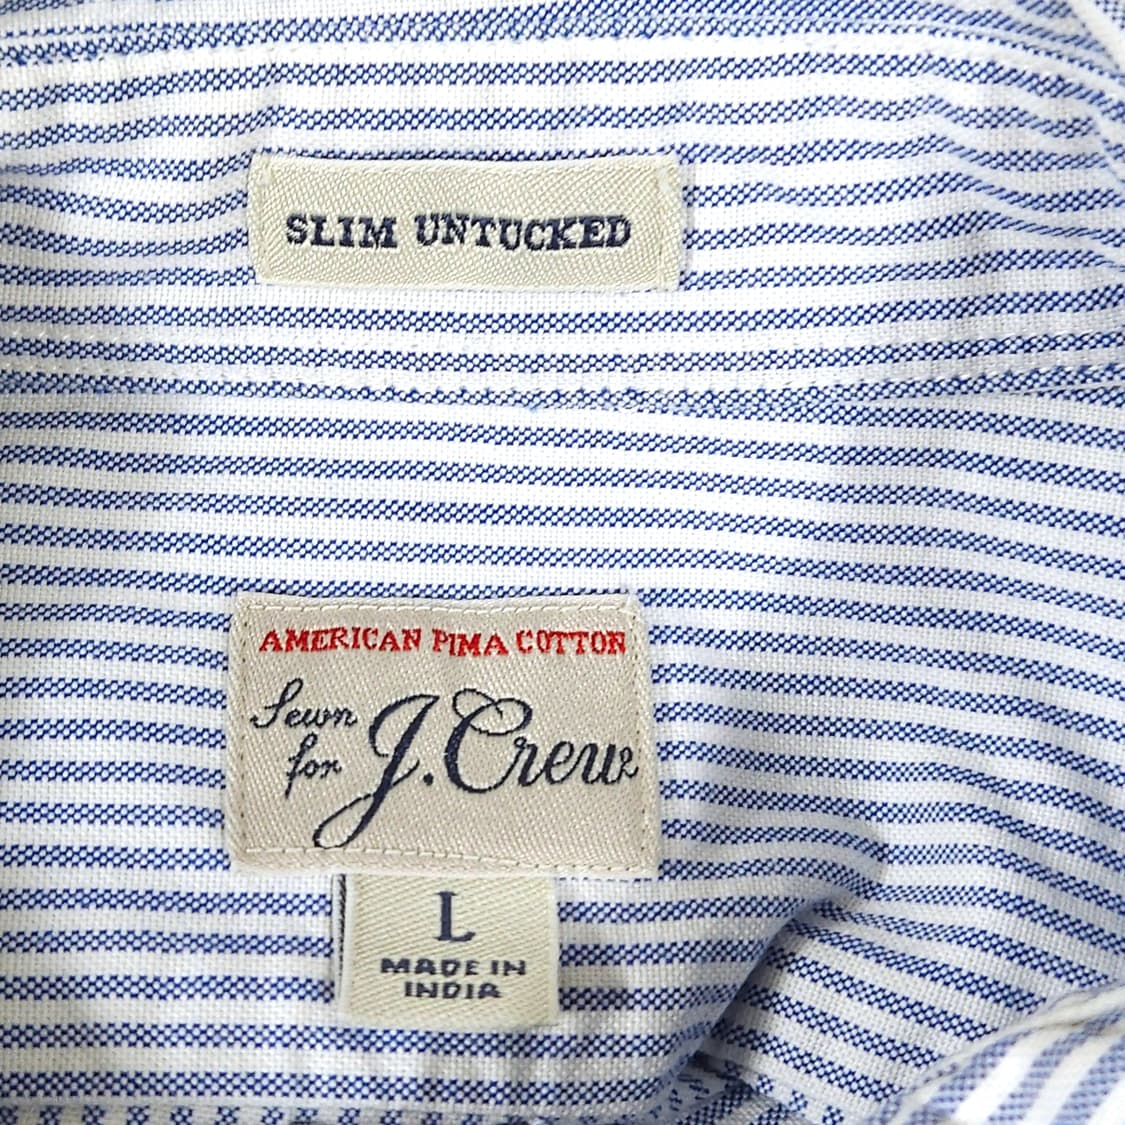 SLIM UNTUCKED
AMERICAN PIMA COTTON
Sewn
for J.Crew
L
MADE IN
INDIA